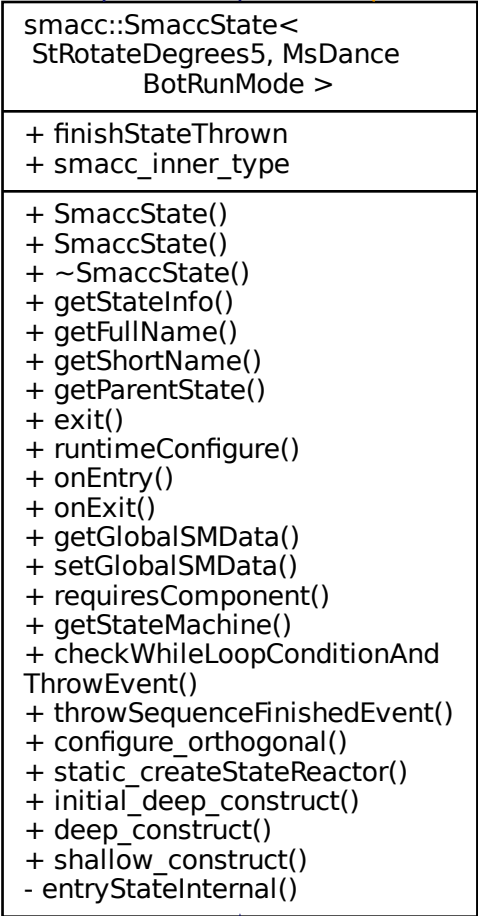 smacc::SmaccState<
StRotateDegrees5, MsDance
BotRunMode >
+ finishStateThrown
+ smacc_inner_type
+ SmaccState()
+ SmaccState()
+ ~SmaccState()
+ getStateInfo()
+ getFullName()
+ getShortName()
+ getParentState()
+ exit()
+ runtimeConfigure()
+ onEntry()
+ onExit()
+ getGlobalSMData()
+ setGlobalSMData()
+ requiresComponent()
+ getStateMachine()
+ checkWhileLoopConditionAnd
ThrowEvent()
+ throwSequenceFinishedEvent()
+ configure_orthogonal()
+ static_createStateReactor()
+ initial_deep_construct()
+ deep_construct()
+ shallow_construct()
- entryStateInternal()